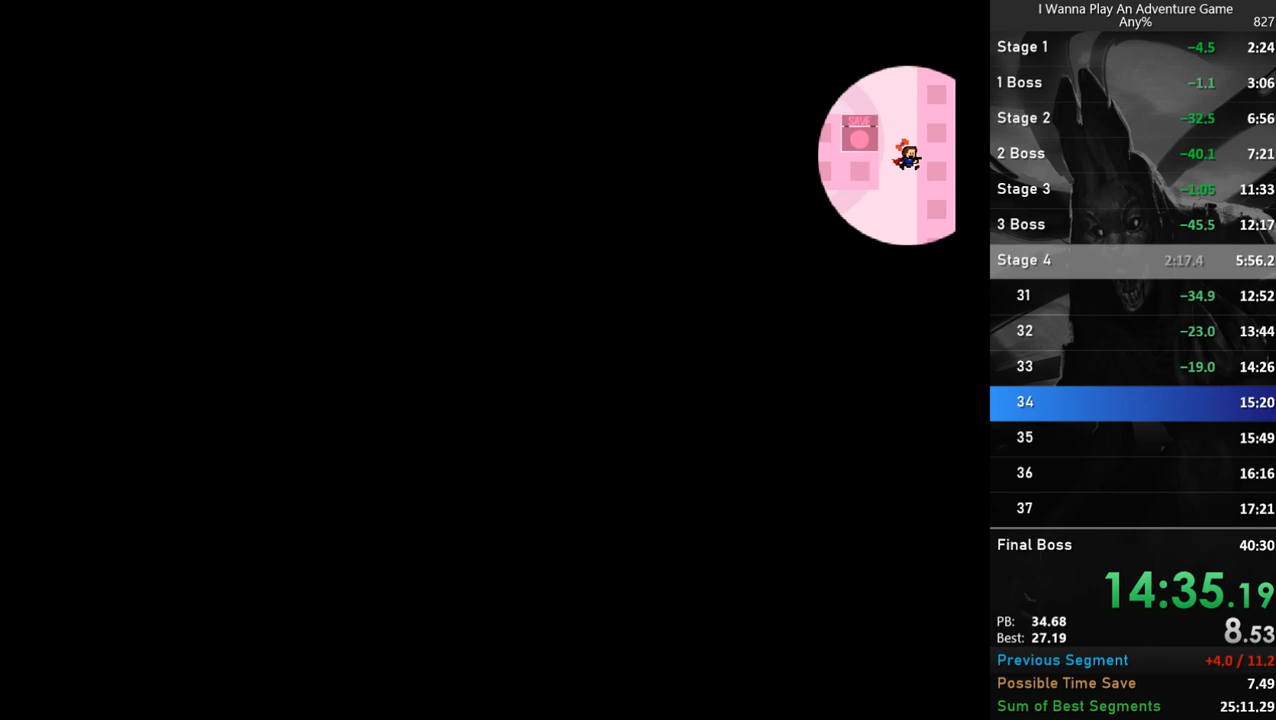 I Wanna Play An Adventure Game
Any% 827
Stage 1 −4.5 2:24
1 Boss −1.1 3:06
Stage 2 −32.5 6:56
2 Boss −40.1 7:21
Stage 3 −1:05 11:33
3 Boss −45.5 12:17
Stage 4 2:17.4 5:56.2
31 −34.9 12:52
32 −23.0 13:44
33 −19.0 14:26
34 15:20
35 15:49
36 16:16
37 17:21
Final Boss 40:30
14:35.19
PB: 34.68
Best: 27.19
8.53
Previous Segment +4.0 / 11.2
Possible Time Save 7.49
Sum of Best Segments 25:11.29
SAVE